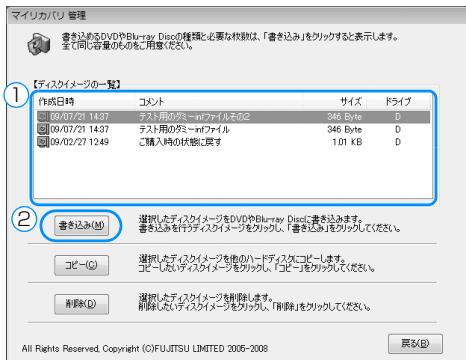 マイリカバリ 管理
書き込めるDVDやBlu-ray Discの種類と必要な枚数は、「書き込み」をクリックすると表示します。
全て同じ容量のものをご用意ください。
【ディスクイメージの一覧】
①
作成日時 コメント サイズ ドライブ
09/07/21 14:37 テスト用のダミーinfファイルその2 346 Byte D
09/07/21 14:37 テスト用のダミーinfファイル 346 Byte D
09/02/27 12:49 ご購入時の状態に戻す 1.01 KB D
②
書き込み(M)
選択したディスクイメージをDVDやBlu-ray Discに書き込みます。
書き込みを行うディスクイメージをクリックし、「書き込み」をクリックしてください。
コピー(C)
選択したディスクイメージを他のハードディスクにコピーします。
コピーしたいディスクイメージをクリックし、「コピー」をクリックしてください。
削除(D)
選択したディスクイメージを削除します。
削除したいディスクイメージをクリックし、「削除」をクリックしてください。
All Rights Reserved, Copyright (C)FUJITSU LIMITED 2005-2008
戻る(B)